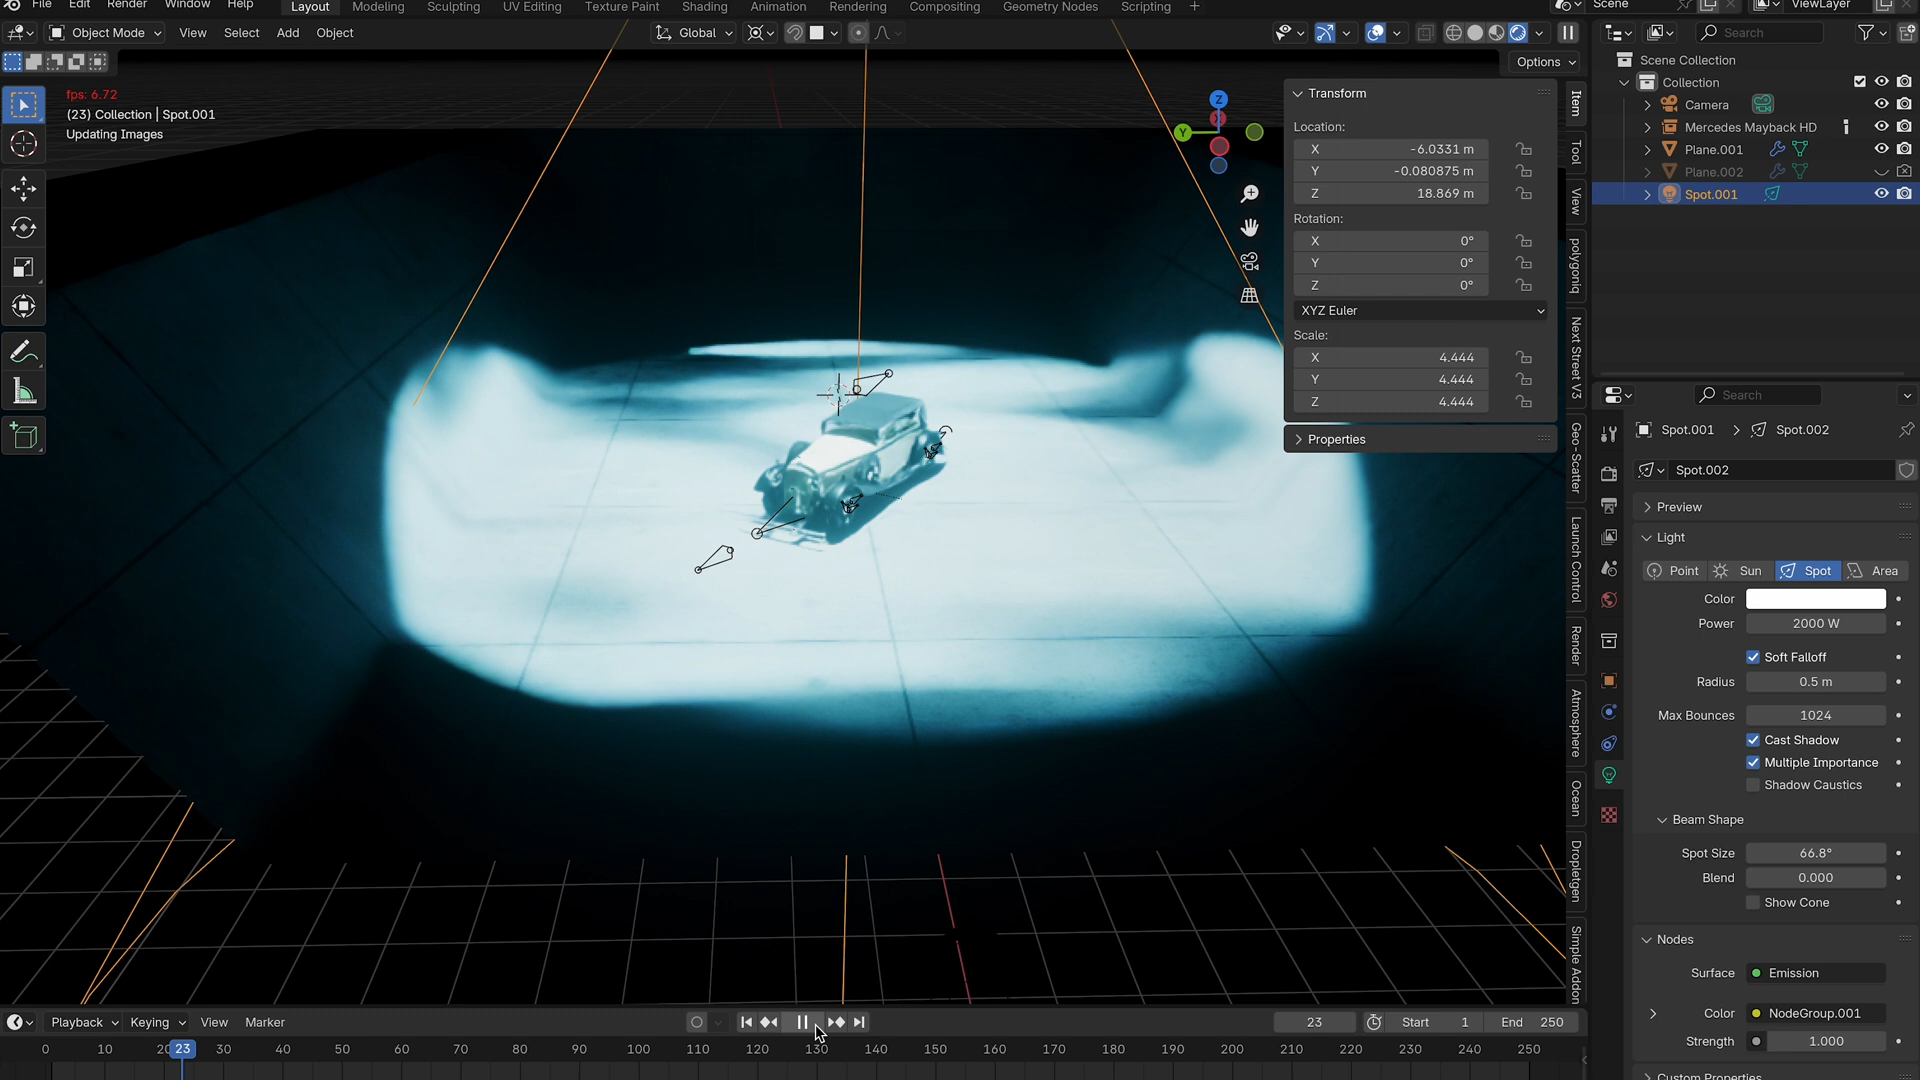 File Edit Render Window Help Layout Modeling Sculpting UV Editing Texture Paint Shading Animation Rendering Compositing Geometry Nodes Scripting + Scene ViewLayer
Object Mode View Select Add Object Global Search
Options
Scene Collection
Collection
Camera
Mercedes Mayback HD
Plane.001
Plane.002
Spot.001
fps: 6.72
(23) Collection | Spot.001
Updating Images
Z
Y
Transform
Location:
X -6.0331 m
Y -0.080875 m
Z 18.869 m
Rotation:
X 0°
Y 0°
Z 0°
XYZ Euler
Scale:
X 4.444
Y 4.444
Z 4.444
Properties
Item
Tool
View
polygoniq
Next Street V3
Geo-Scatter
Launch Control
Render
Atmosphere
Ocean
Dropletgen
Simple Addon
Search
Spot.001 > Spot.002
Spot.002
Preview
Light
Point Sun Spot Area
Color
Power 2000 W
Soft Falloff
Radius 0.5 m
Max Bounces 1024
Cast Shadow
Multiple Importance
Shadow Caustics
Beam Shape
Spot Size 66.8°
Blend 0.000
Show Cone
Nodes
Surface Emission
Color NodeGroup.001
Strength 1.000
Custom Properties
Playback Keying View Marker 23 Start 1 End 250
0 10 20 23 30 40 50 60 70 80 90 100 110 120 130 140 150 160 170 180 190 200 210 220 230 240 250